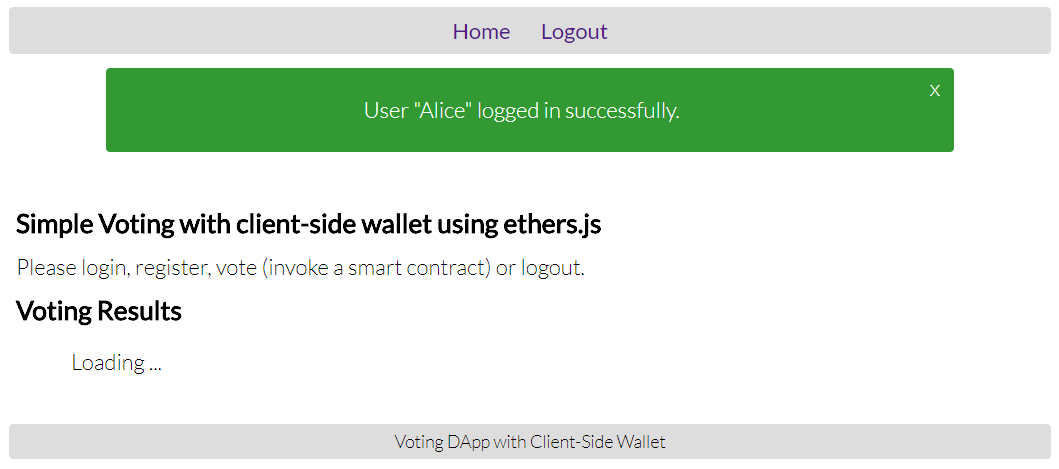 Home Logout
X
User "Alice" logged in successfully.
Simple Voting with client-side wallet using ethers.js
Please login, register, vote (invoke a smart contract) or logout.
Voting Results
Loading ...
Voting DApp with Client-Side Wallet